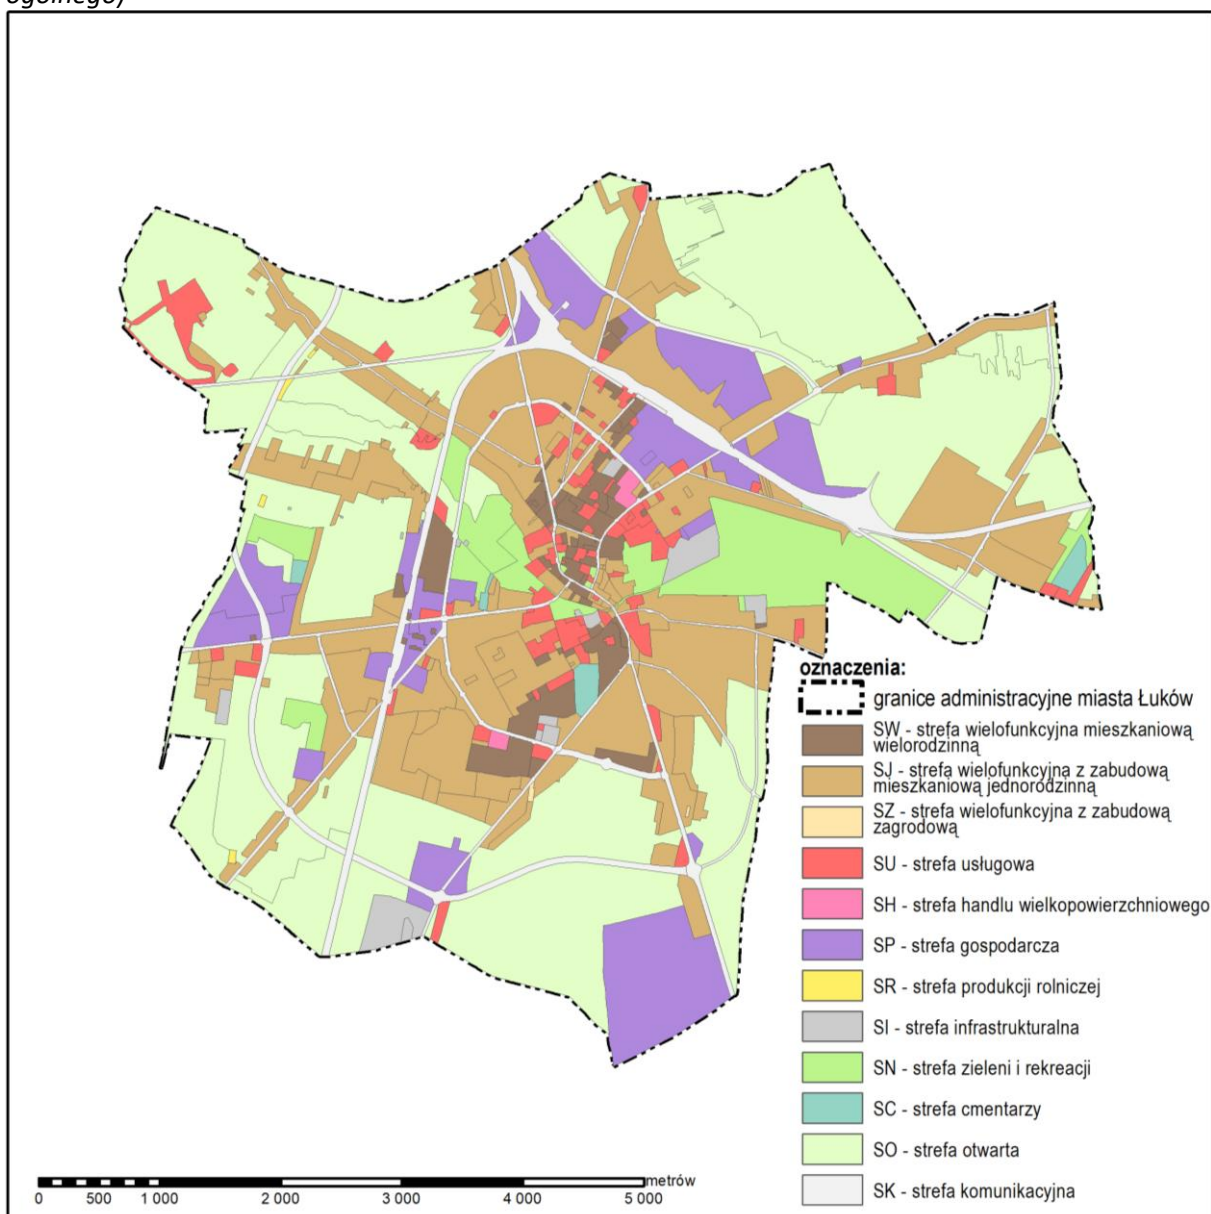 ogólnego)
oznaczenia:
granice administracyjne miasta Łuków
SW - strefa wielofunkcyjna mieszkaniową
wielorodzinną
SJ - strefa wielofunkcyjna z zabudową
mieszkaniową jednorodzinną
SZ - strefa wielofunkcyjna z zabudową
zagrodową
SU - strefa usługowa
SH - strefa handlu wielkopowierzchniowego
SP - strefa gospodarcza
SR - strefa produkcji rolniczej
SI - strefa infrastrukturalna
SN - strefa zieleni i rekreacji
SC - strefa cmentarzy
SO - strefa otwarta
SK - strefa komunikacyjna
metrów
0 500 1 000 2 000 3 000 4 000 5 000